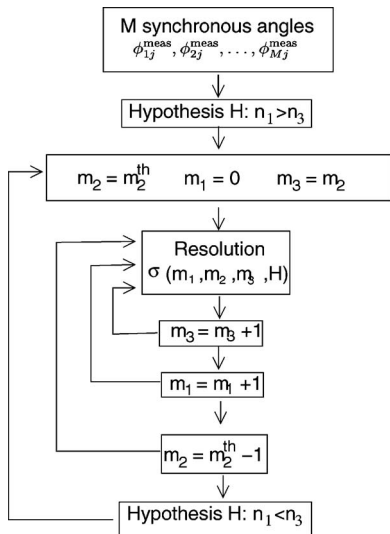 M synchronous angles
ϕ₁ⱼᵐᵉᵃˢ, ϕ₂ⱼᵐᵉᵃˢ, . . . , ϕ_Mjᵐᵉᵃˢ
Hypothesis H: n₁>n₃
m₂ = m₂ᵗʰ m₁ = 0 m₃ = m₂
Resolution
σ (m₁ ,m₂ ,m₃ ,H)
m₃ = m₃ +1
m₁ = m₁ +1
m₂ = m₂ᵗʰ −1
Hypothesis H: n₁<n₃